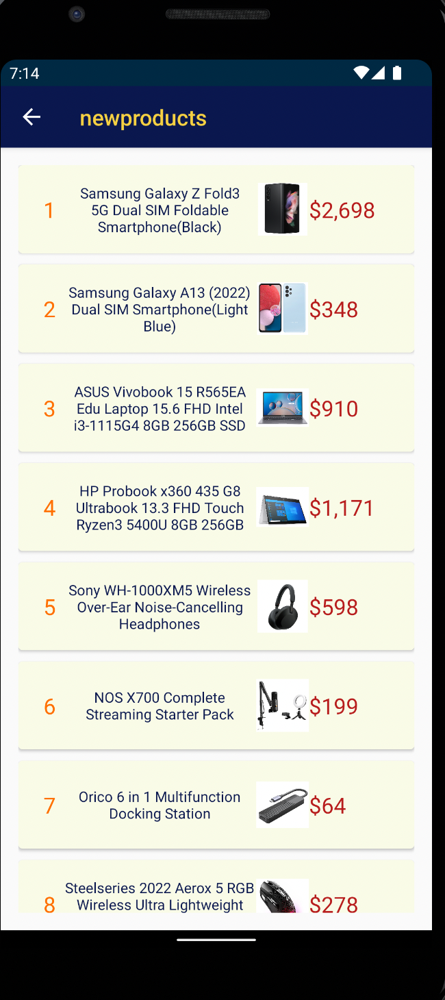 7:14
newproducts
1
Samsung Galaxy Z Fold3
5G Dual SIM Foldable
Smartphone(Black)
$2,698
2
Samsung Galaxy A13 (2022)
Dual SIM Smartphone(Light
Blue)
$348
3
ASUS Vivobook 15 R565EA
Edu Laptop 15.6 FHD Intel
i3-1115G4 8GB 256GB SSD
$910
4
HP Probook x360 435 G8
Ultrabook 13.3 FHD Touch
Ryzen3 5400U 8GB 256GB
$1,171
5
Sony WH-1000XM5 Wireless
Over-Ear Noise-Cancelling
Headphones
$598
6
NOS X700 Complete
Streaming Starter Pack
$199
7
Orico 6 in 1 Multifunction
Docking Station
$64
8
Steelseries 2022 Aerox 5 RGB
Wireless Ultra Lightweight
$278